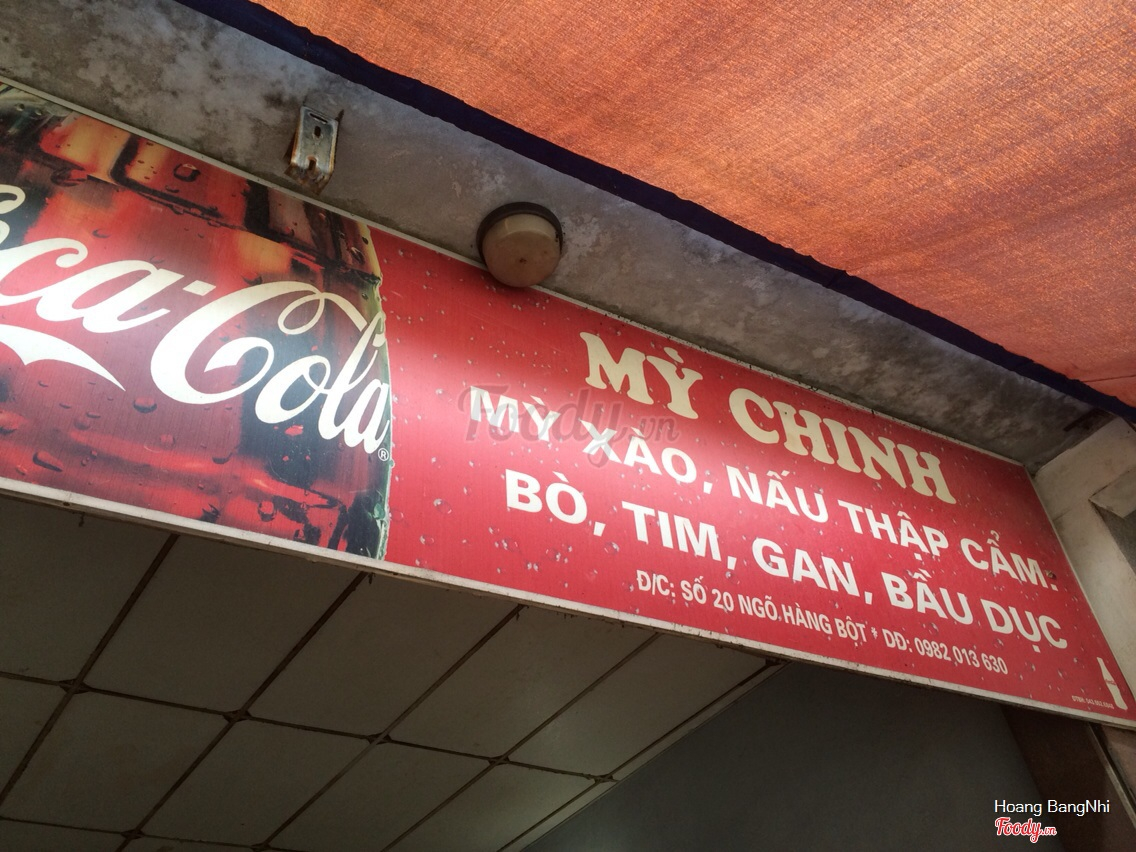 Coca-Cola®
MỲ CHINH
MỲ XÀO, NẤU THẬP CẨM:
BÒ, TIM, GAN, BẦU DỤC
Đ/C: SỐ 20 NGÕ HÀNG BỘT * DĐ: 0982 013 630
Foody.vn
Hoang BangNhi
Foody.vn